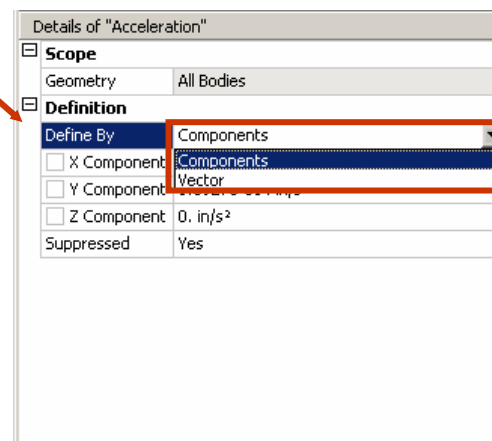 Details of "Acceleration"
Scope
Geometry All Bodies
Definition
Define By Components
X Component Components
Vector
Y Component
Z Component 0. in/s²
Suppressed Yes